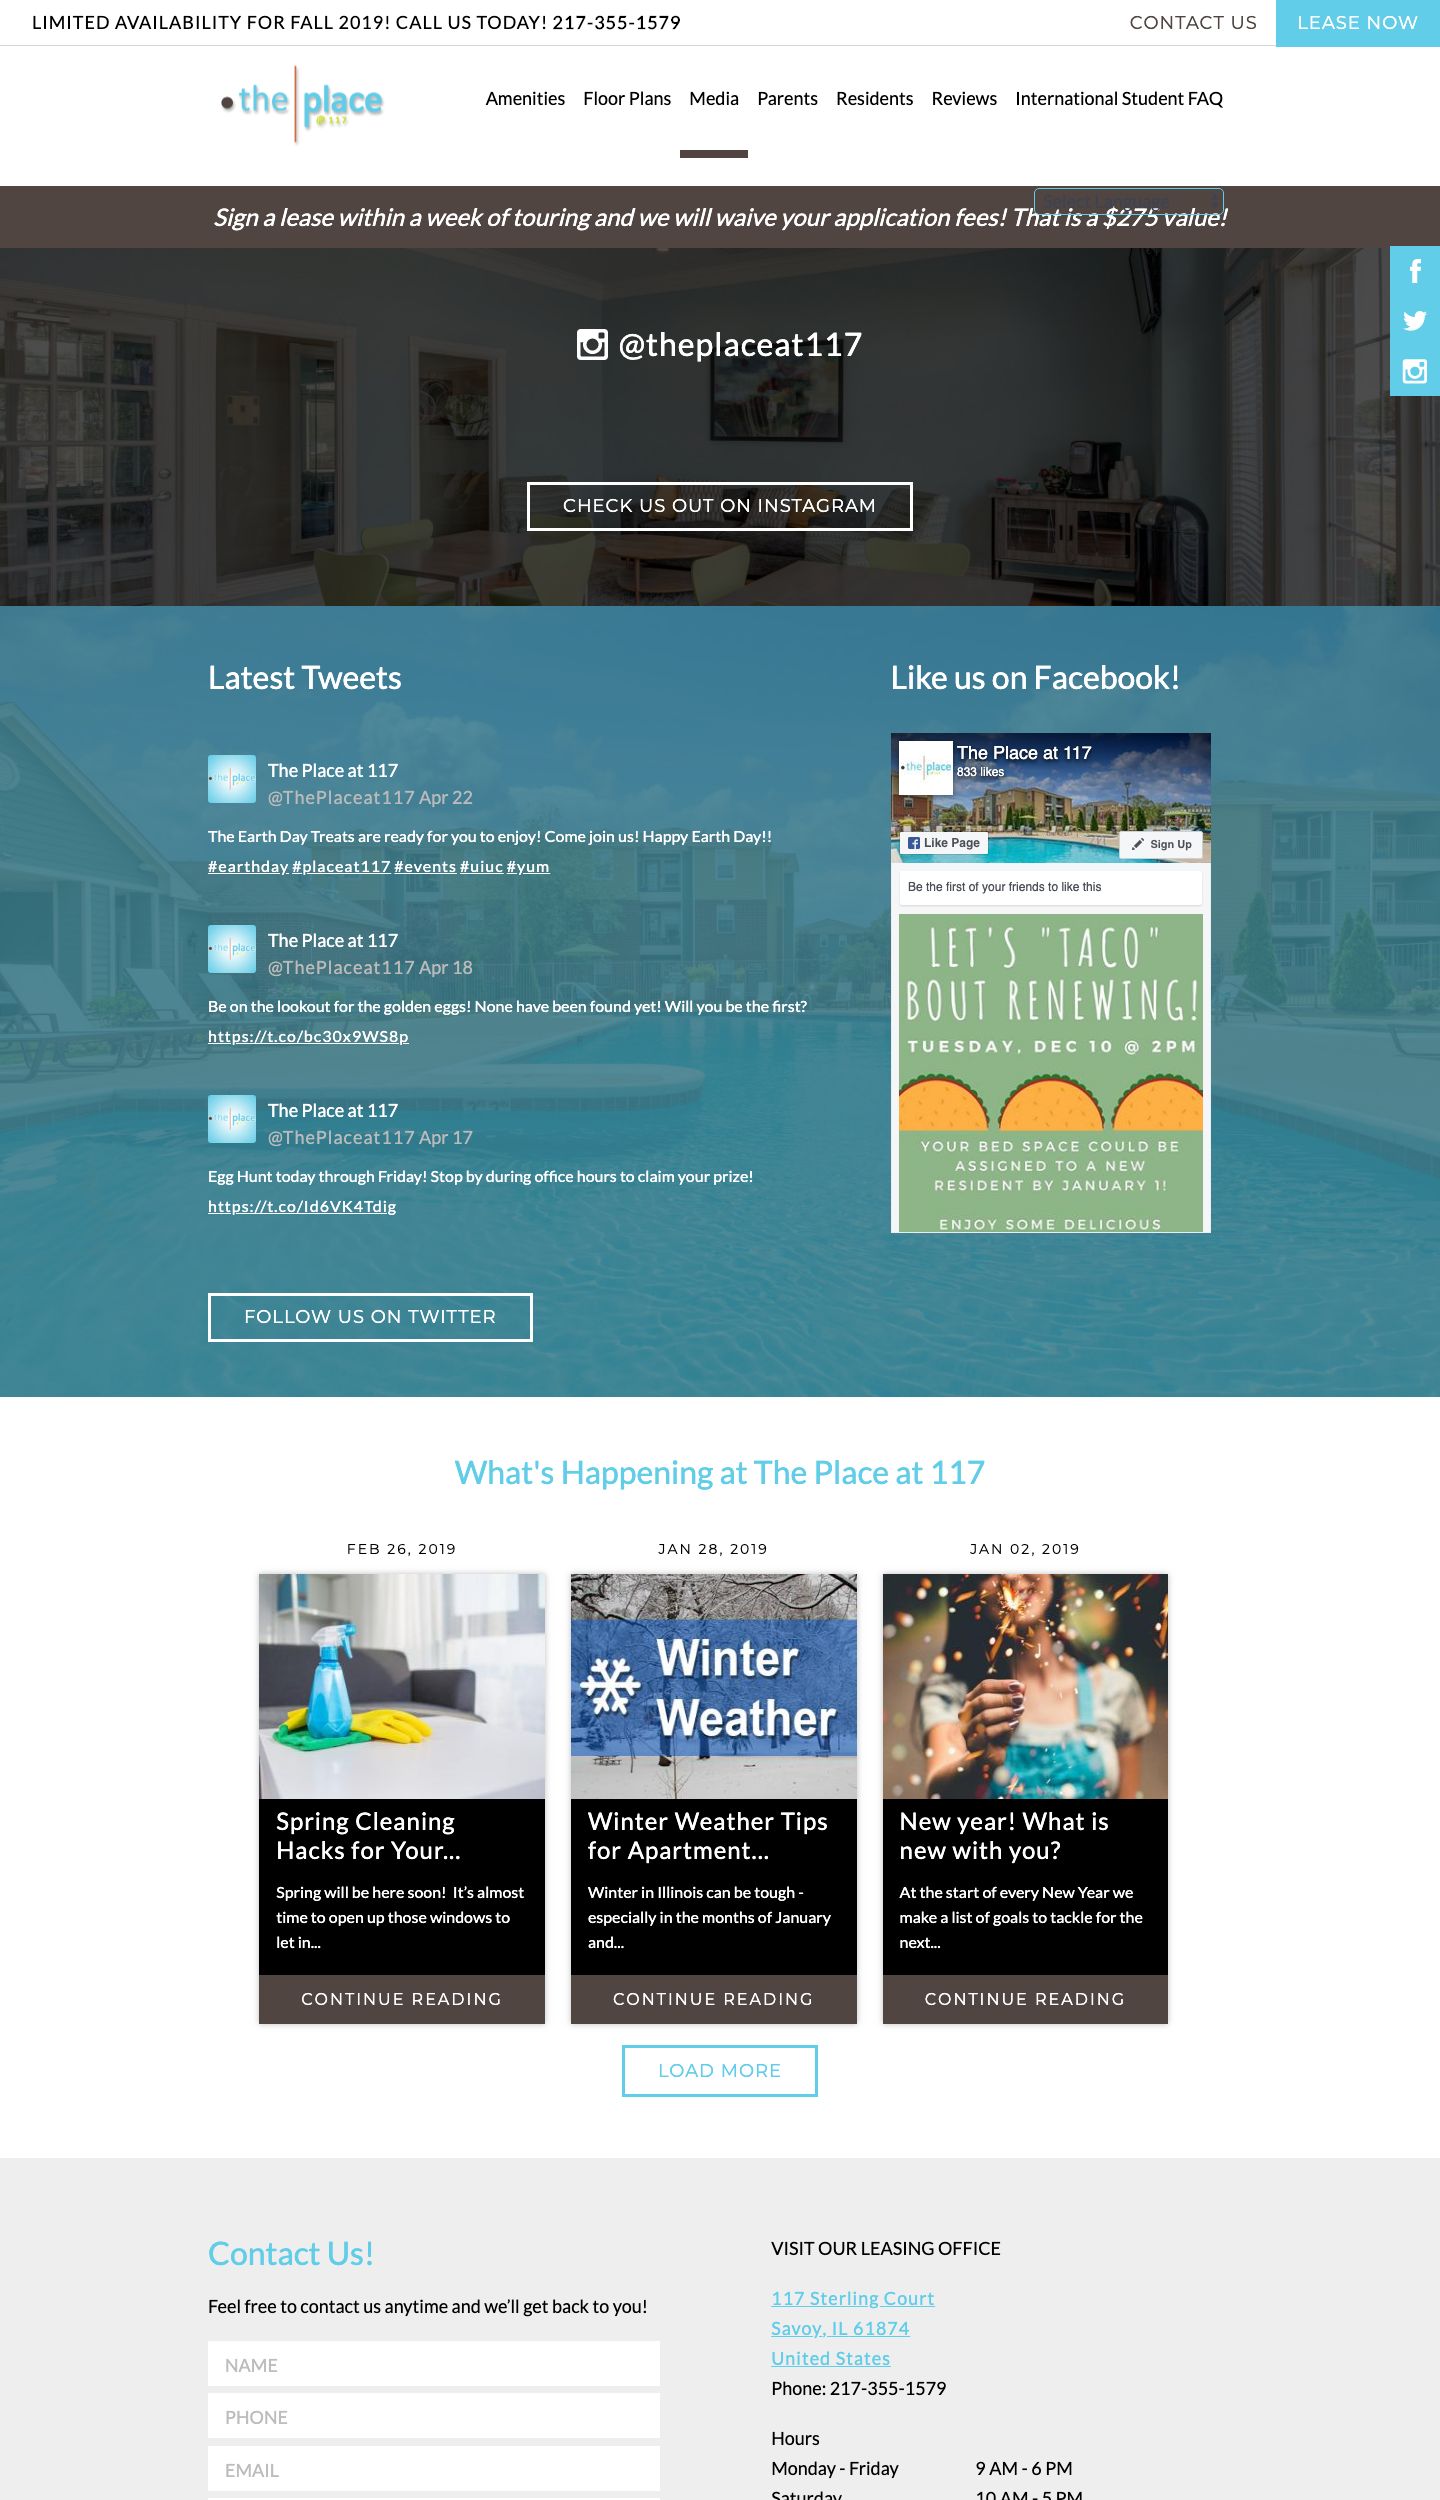 LIMITED AVAILABILITY FOR FALL 2019! CALL US TODAY! 217-355-1579
CONTACT US
LEASE NOW
the place
@ 117
Amenities
Floor Plans
Media
Parents
Residents
Reviews
International Student FAQ
Select Language
Sign a lease within a week of touring and we will waive your application fees! That is a $275 value!
@theplaceat117
CHECK US OUT ON INSTAGRAM
Latest Tweets
the place
The Place at 117
@ThePlaceat117 Apr 22
The Earth Day Treats are ready for you to enjoy! Come join us! Happy Earth Day!!
#earthday #placeat117 #events #uiuc #yum
the place
The Place at 117
@ThePlaceat117 Apr 18
Be on the lookout for the golden eggs! None have been found yet! Will you be the first?
https://t.co/bc30x9WS8p
the place
The Place at 117
@ThePlaceat117 Apr 17
Egg Hunt today through Friday! Stop by during office hours to claim your prize!
https://t.co/Id6VK4Tdig
FOLLOW US ON TWITTER
Like us on Facebook!
the place
The Place at 117
833 likes
Like Page
Sign Up
Be the first of your friends to like this
LET'S "TACO"
BOUT RENEWING!
TUESDAY, DEC 10 @ 2PM
YOUR BED SPACE COULD BE
ASSIGNED TO A NEW
RESIDENT BY JANUARY 1!
ENJOY SOME DELICIOUS
What's Happening at The Place at 117
FEB 26, 2019
Spring Cleaning
Hacks for Your...
Spring will be here soon!  It's almost
time to open up those windows to
let in...
CONTINUE READING
JAN 28, 2019
Winter
Weather
Winter Weather Tips
for Apartment...
Winter in Illinois can be tough -
especially in the months of January
and...
CONTINUE READING
JAN 02, 2019
New year! What is
new with you?
At the start of every New Year we
make a list of goals to tackle for the
next...
CONTINUE READING
LOAD MORE
Contact Us!
Feel free to contact us anytime and we'll get back to you!
NAME
PHONE
EMAIL
VISIT OUR LEASING OFFICE
117 Sterling Court
Savoy, IL 61874
United States
Phone: 217-355-1579
Hours
Monday - Friday 9 AM - 6 PM
Saturday 10 AM - 5 PM